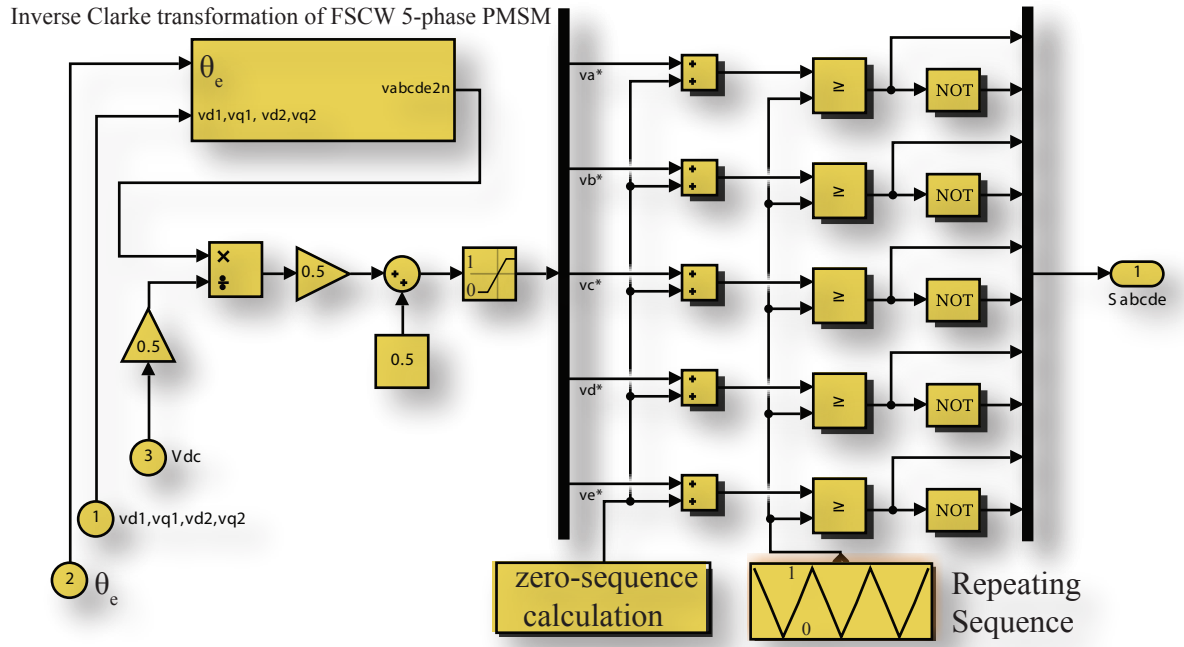 Inverse Clarke transformation of FSCW 5-phase PMSM
θe
vabcde2n
vd1,vq1, vd2,vq2
×
÷
0.5
0.5
3
Vdc
1
vd1,vq1,vd2,vq2
2
θe
+
+
0.5
1
0
va*
+
+
≥
NOT
vb*
+
+
≥
NOT
vc*
+
+
≥
NOT
vd*
+
+
≥
NOT
ve*
+
+
≥
NOT
1
Sabcde
zero-sequence
calculation
1
0
Repeating
Sequence